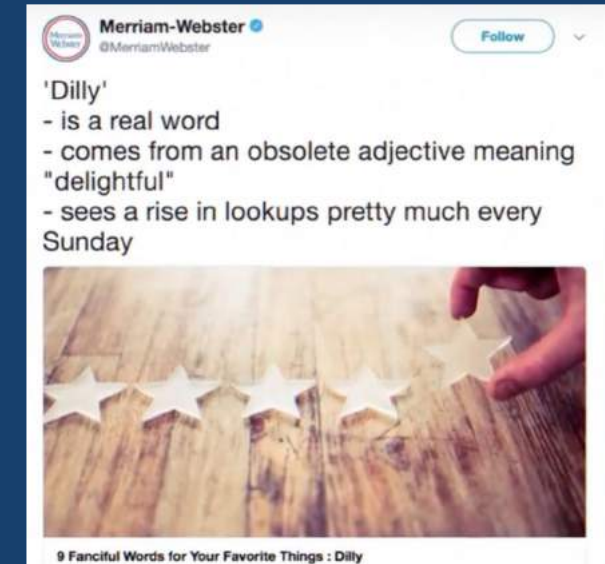 Merriam-Webster
@MerriamWebster
Follow
'Dilly'
- is a real word
- comes from an obsolete adjective meaning
"delightful"
- sees a rise in lookups pretty much every
Sunday
9 Fanciful Words for Your Favorite Things : Dilly